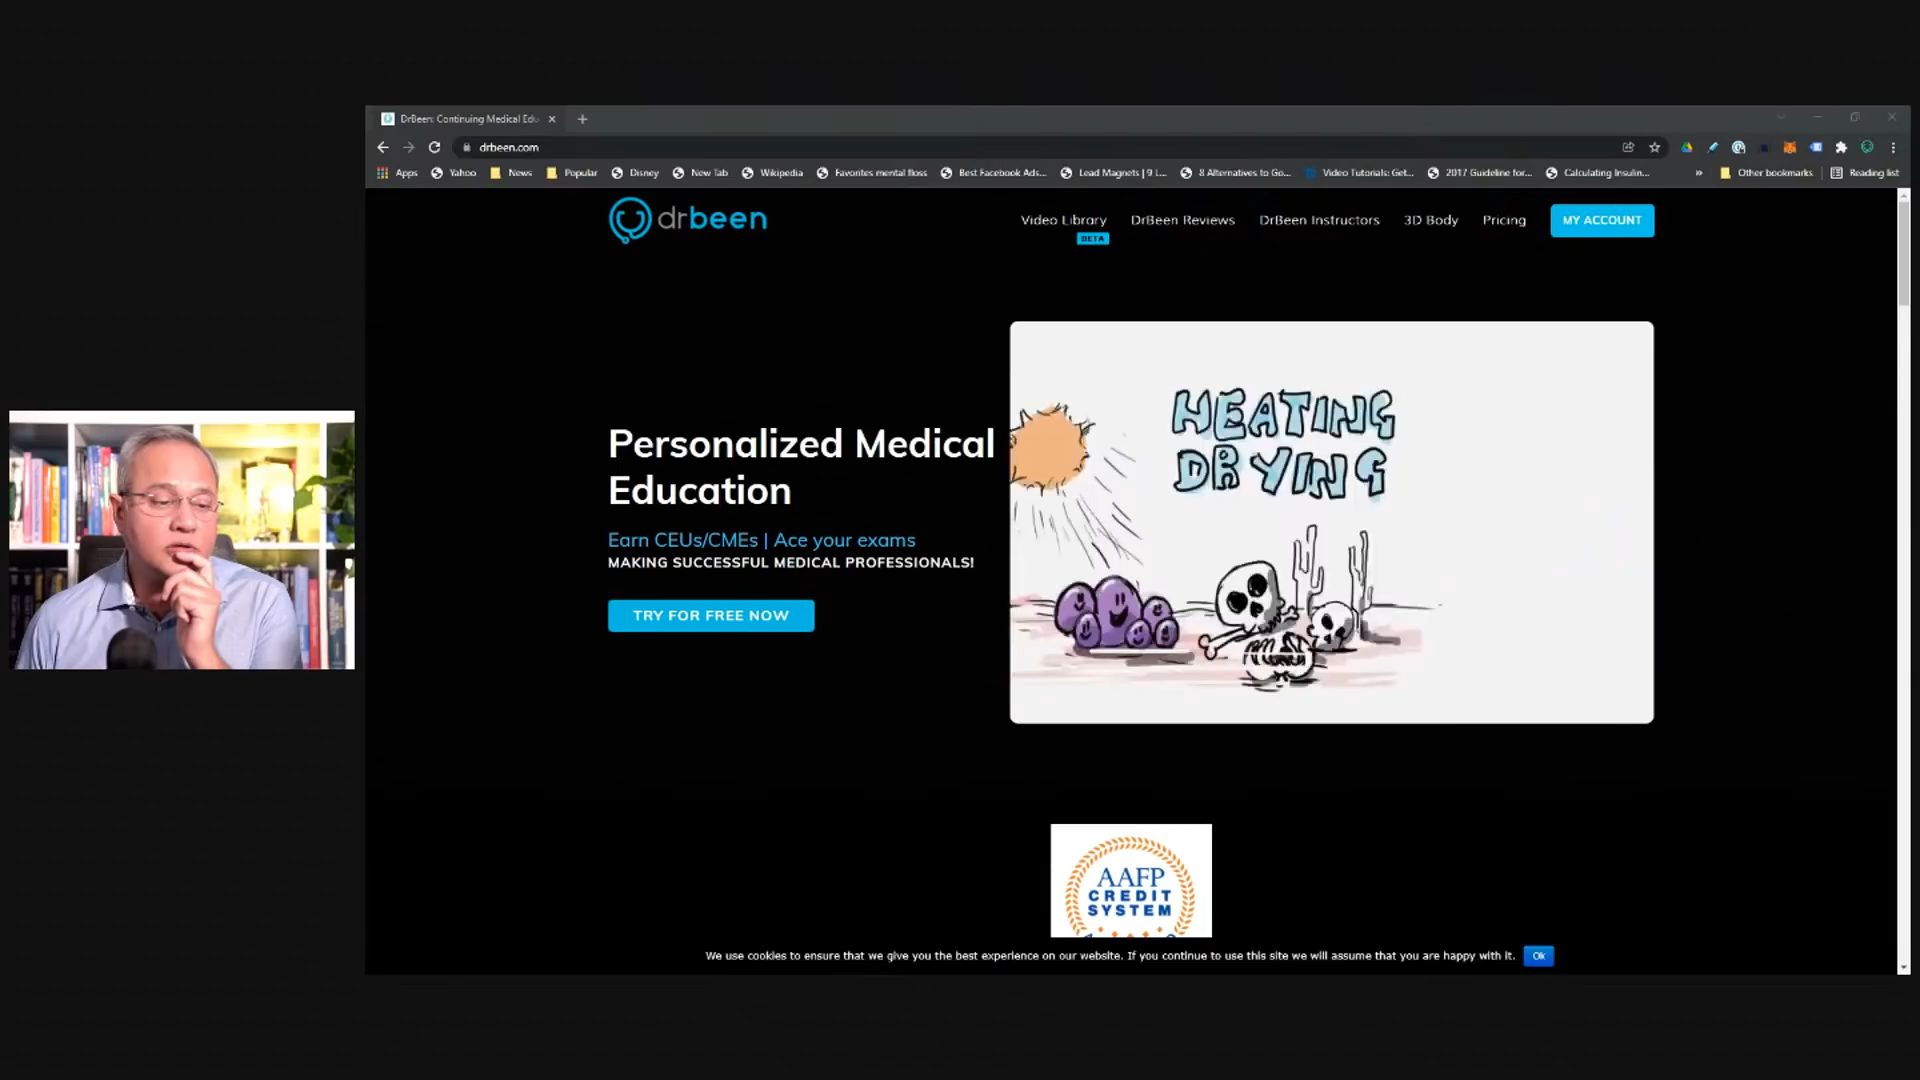 DrBeen: Continuing Medical Edu
drbeen.com
Apps Yahoo News Popular Disney New Tab Wikipedia Favorites mental floss Best Facebook Ads... Lead Magnets | 9 L... 8 Alternatives to Go... Video Tutorials: Get... 2017 Guideline for... Calculating Insulin... » Other bookmarks Reading list
drbeen
Video Library DrBeen Reviews DrBeen Instructors 3D Body Pricing MY ACCOUNT
BETA
HEATING
DRYING
Personalized Medical
Education
Earn CEUs/CMEs | Ace your exams
MAKING SUCCESSFUL MEDICAL PROFESSIONALS!
TRY FOR FREE NOW
AAFP
CREDIT
SYSTEM
We use cookies to ensure that we give you the best experience on our website. If you continue to use this site we will assume that you are happy with it. Ok